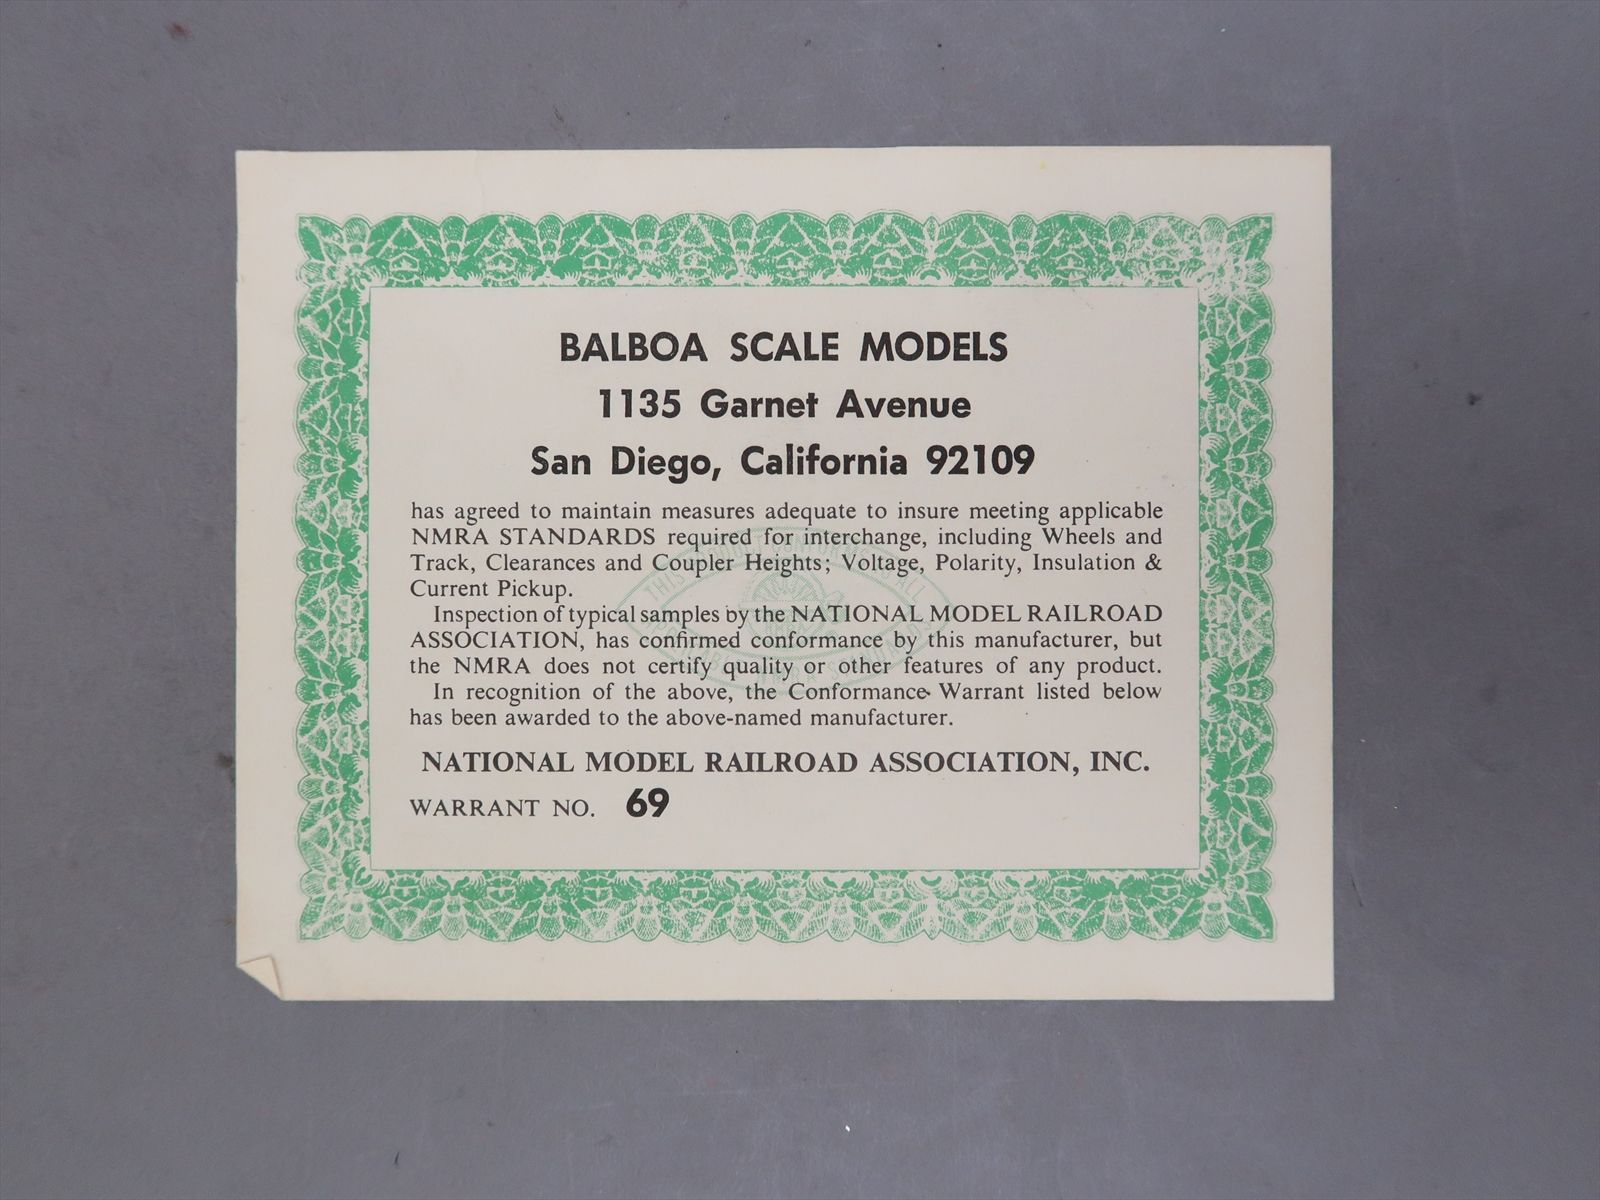 BALBOA SCALE MODELS
1135 Garnet Avenue
San Diego, California 92109
has agreed to maintain measures adequate to insure meeting applicable
NMRA STANDARDS required for interchange, including Wheels and
Track, Clearances and Coupler Heights; Voltage, Polarity, Insulation &
Current Pickup.
Inspection of typical samples by the NATIONAL MODEL RAILROAD
ASSOCIATION, has confirmed conformance by this manufacturer, but
the NMRA does not certify quality or other features of any product.
In recognition of the above, the Conformance Warrant listed below
has been awarded to the above-named manufacturer.
NATIONAL MODEL RAILROAD ASSOCIATION, INC.
WARRANT NO. 69